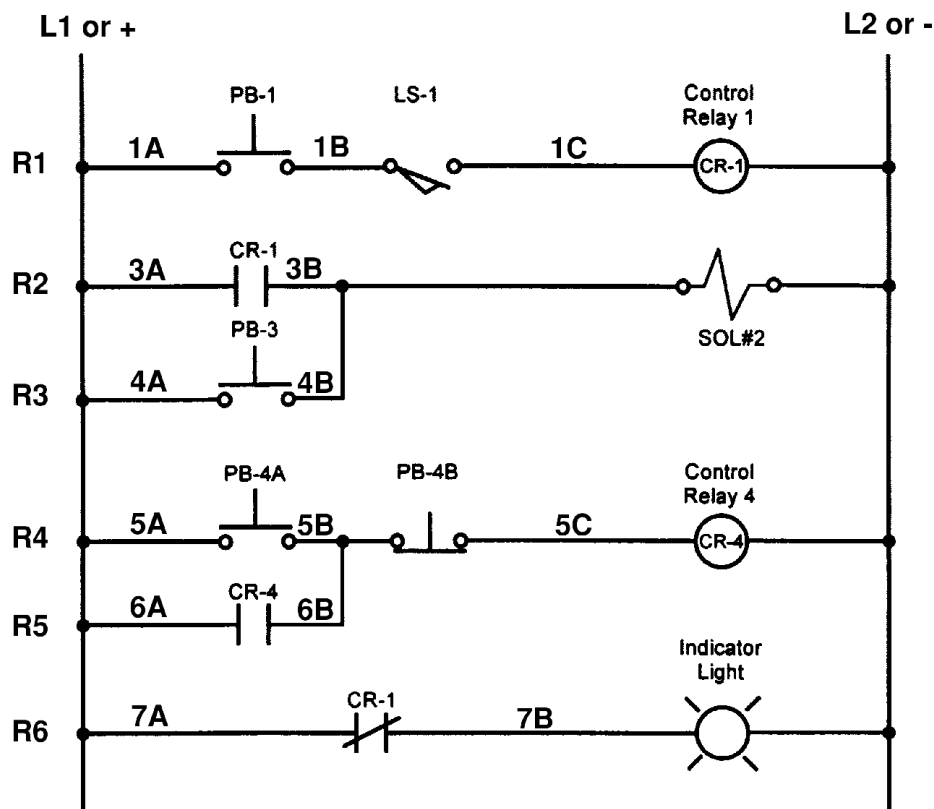 L1 or +
L2 or -
PB-1
LS-1
Control
Relay 1
R1
1A
1B
1C
CR-1
CR-1
R2
3A
3B
SOL#2
PB-3
R3
4A
4B
PB-4A
PB-4B
Control
Relay 4
R4
5A
5B
5C
CR-4
CR-4
R5
6A
6B
Indicator
Light
CR-1
R6
7A
7B